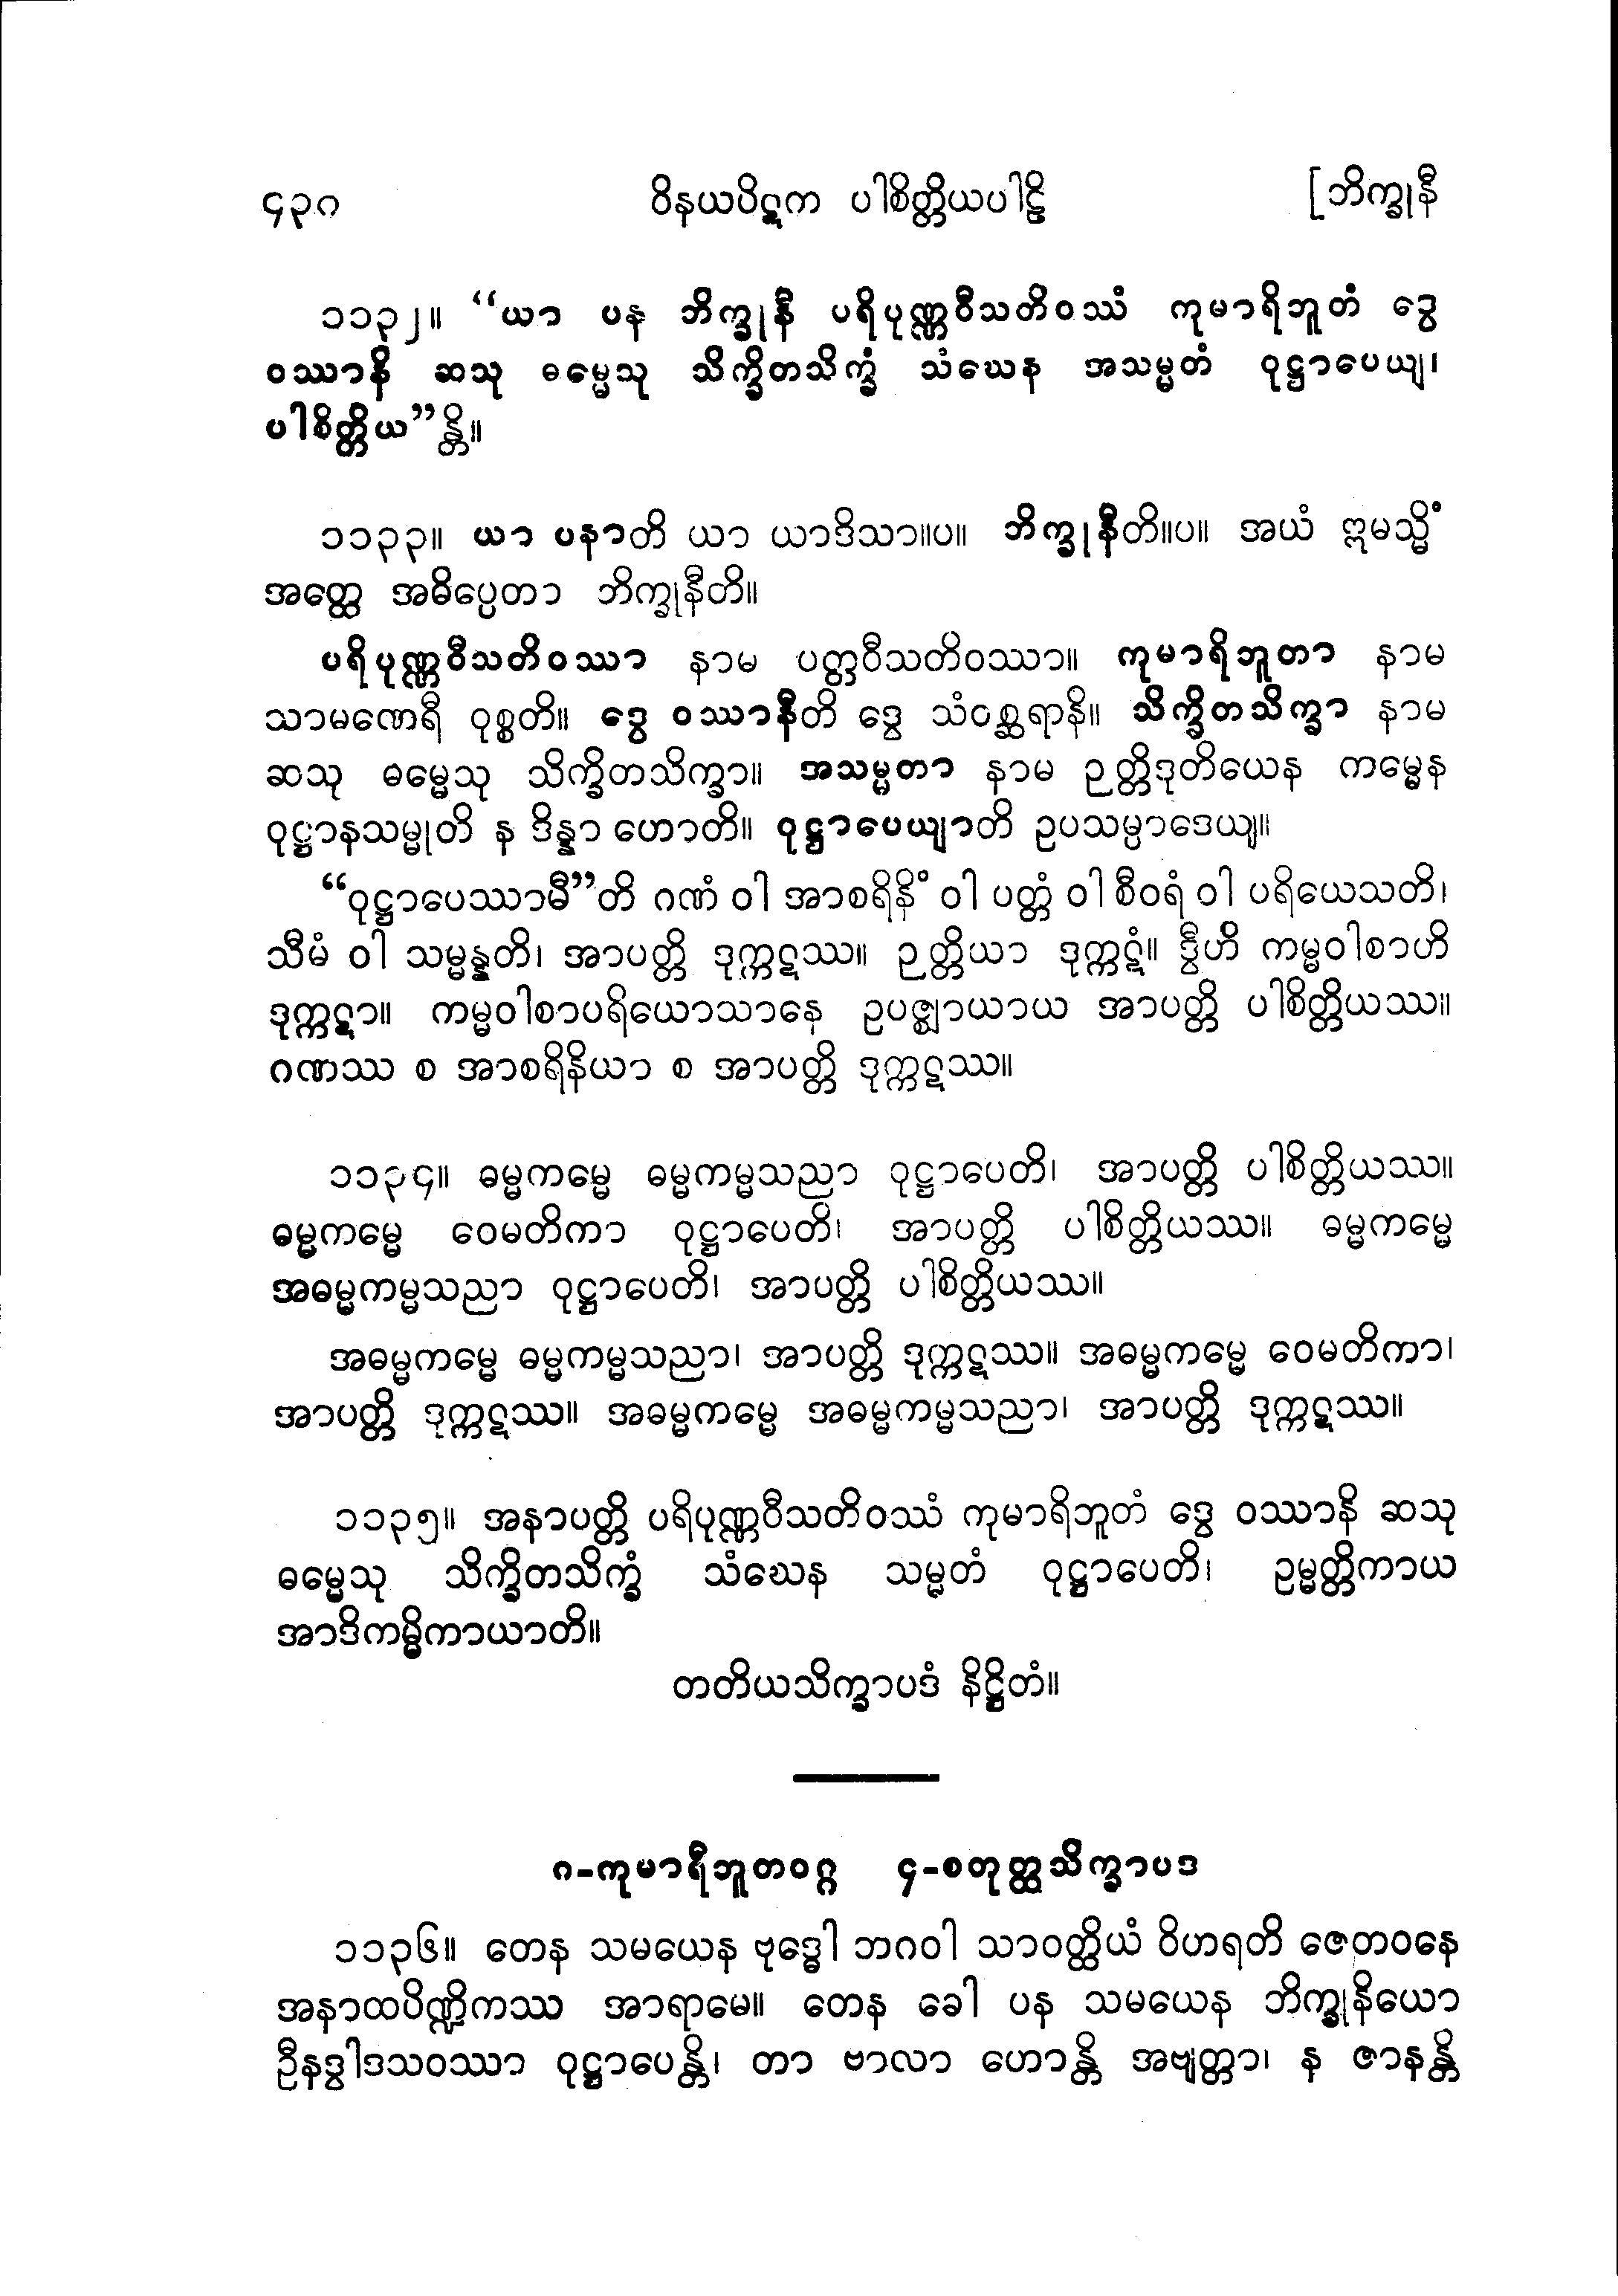 ၄၃၈ ဝိနယပိဋက ပါစိတ္တိယပါဠိ [ဘိက္ခုနီ
၁၁၃၂။ “ယာ ပန ဘိက္ခုနီ ပရိပုဏ္ဏဝီသတိဝဿံ ကုမာရိဘူတံ ဒွေ
ဝဿာနိ ဆသု ဓမ္မေသု သိက္ခိတသိက္ခံ သံဃေန အသမ္မတံ ဝုဋ္ဌာပေယျ၊
ပါစိတ္တိယ”န္တိ။
၁၁၃၃။ ယာ ပနာတိ ယာ ယာဒိသာ။ပ။ ဘိက္ခုနီတိ။ပ။ အယံ ဣမသ္မိံ
အတ္ထေ အဓိပ္ပေတာ ဘိက္ခုနီတိ။
ပရိပုဏ္ဏဝီသတိဝဿာ နာမ ပတ္တဝီသတိဝဿာ။ ကုမာရိဘူတာ နာမ
သာမဏေရီ ဝုစ္စတိ။ ဒွေ ဝဿာနီတိ ဒွေ သံဝစ္ဆရာနိ။ သိက္ခိတသိက္ခာ နာမ
ဆသု ဓမ္မေသု သိက္ခိတသိက္ခာ။ အသမ္မတာ နာမ ဉတ္တိဒုတိယေန ကမ္မေန
ဝုဋ္ဌာနသမ္မုတိ န ဒိန္နာ ဟောတိ။ ဝုဋ္ဌာပေယျာတိ ဥပသမ္ပာဒေယျ။
“ဝုဋ္ဌာပေဿာမီ”တိ ဂဏံ ဝါ အာစရိနိံ ဝါ ပတ္တံ ဝါ စီဝရံ ဝါ ပရိယေသတိ၊
သီမံ ဝါ သမ္မန္နတိ၊ အာပတ္တိ ဒုက္ကဋဿ။ ဉတ္တိယာ ဒုက္ကဋံ။ ဒွီဟိ ကမ္မဝါစာဟိ
ဒုက္ကဋာ။ ကမ္မဝါစာပရိယောသာနေ ဥပဇ္ဈာယာယ အာပတ္တိ ပါစိတ္တိယဿ။
ဂဏဿ စ အာစရိနိယာ စ အာပတ္တိ ဒုက္ကဋဿ။
၁၁၃၄။ ဓမ္မကမ္မေ ဓမ္မကမ္မသညာ ဝုဋ္ဌာပေတိ၊ အာပတ္တိ ပါစိတ္တိယဿ။
ဓမ္မကမ္မေ ဝေမတိကာ ဝုဋ္ဌာပေတိ၊ အာပတ္တိ ပါစိတ္တိယဿ။ ဓမ္မကမ္မေ
အဓမ္မကမ္မသညာ ဝုဋ္ဌာပေတိ၊ အာပတ္တိ ပါစိတ္တိယဿ။
အဓမ္မကမ္မေ ဓမ္မကမ္မသညာ၊ အာပတ္တိ ဒုက္ကဋဿ။ အဓမ္မကမ္မေ ဝေမတိကာ၊
အာပတ္တိ ဒုက္ကဋဿ။ အဓမ္မကမ္မေ အဓမ္မကမ္မသညာ၊ အာပတ္တိ ဒုက္ကဋဿ။
၁၁၃၅။ အနာပတ္တိ ပရိပုဏ္ဏဝီသတိဝဿံ ကုမာရိဘူတံ ဒွေ ဝဿာနိ ဆသု
ဓမ္မေသု သိက္ခိတသိက္ခံ သံဃေန သမ္မတံ ဝုဋ္ဌာပေတိ၊ ဥမ္မတ္တိကာယ
အာဒိကမ္မိကာယာတိ။
တတိယသိက္ခာပဒံ နိဋ္ဌိတံ။
၈-ကုမာရီဘူတဝဂ္ဂ ၄-စတုတ္ထသိက္ခာပဒ
၁၁၃၆။ တေန သမယေန ဗုဒ္ဓေါ ဘဂဝါ သာဝတ္ထိယံ ဝိဟရတိ ဇေတဝနေ
အနာထပိဏ္ဍိကဿ အာရာမေ။ တေန ခေါ ပန သမယေန ဘိက္ခုနိယော
ဦနဒွါဒသဝဿာ ဝုဋ္ဌာပေန္တိ၊ တာ ဗာလာ ဟောန္တိ အဗျတ္တာ၊ န ဇာနန္တိ